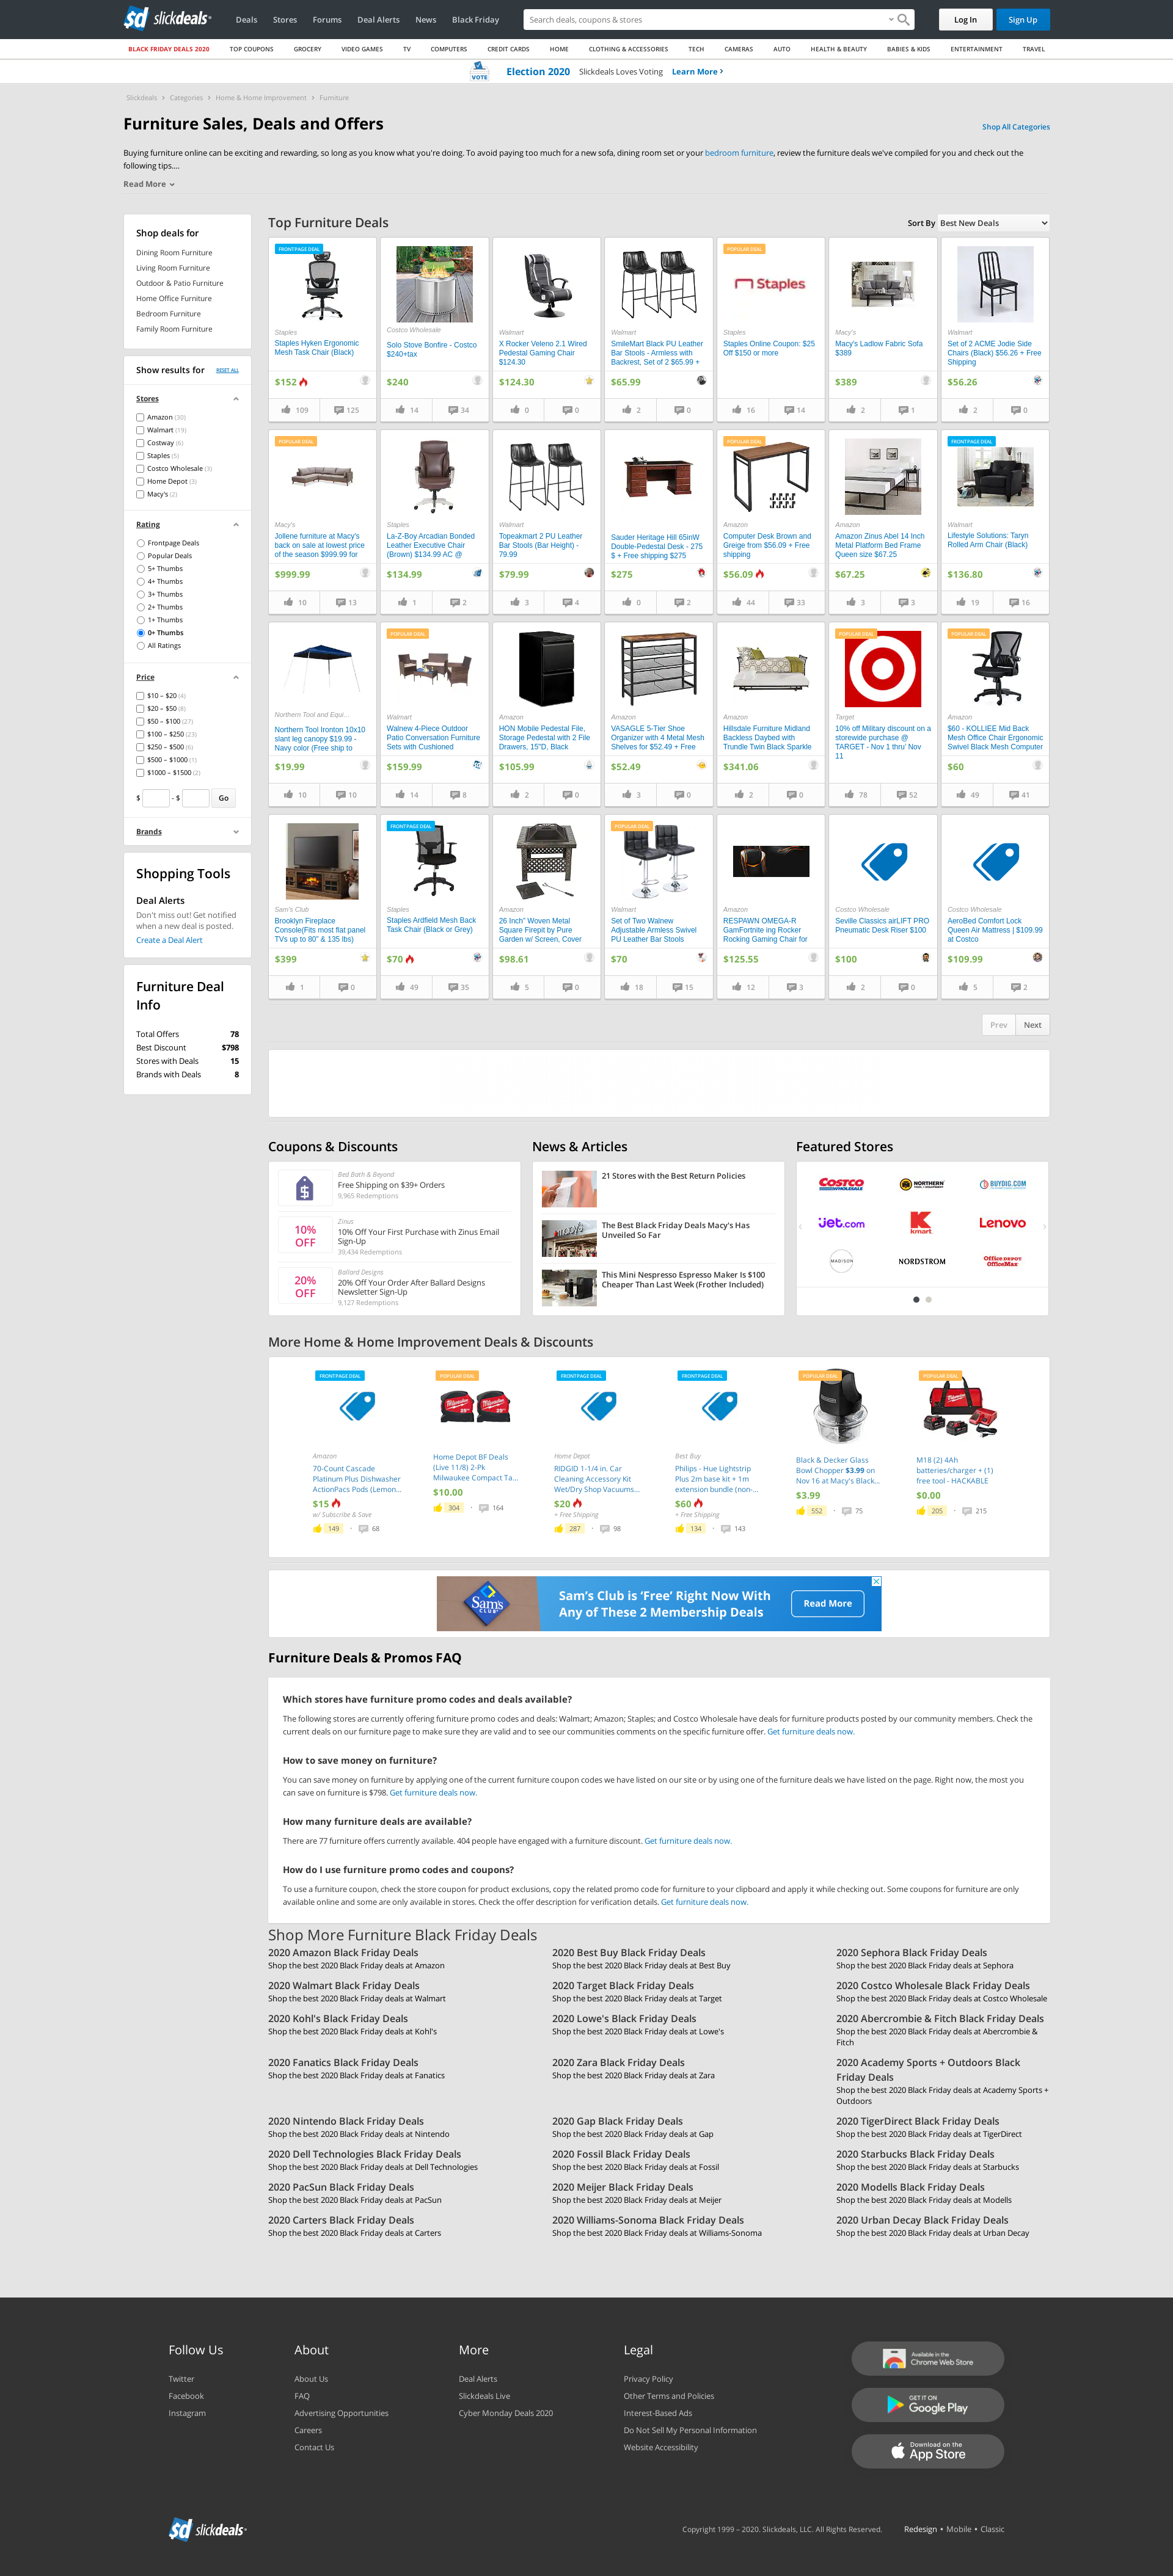 slickdeals
Deals Stores Forums Deal Alerts News Black Friday
Search deals, coupons & stores
Log In
Sign Up
BLACK FRIDAY DEALS 2020 TOP COUPONS GROCERY VIDEO GAMES TV COMPUTERS CREDIT CARDS HOME CLOTHING & ACCESSORIES TECH CAMERAS AUTO HEALTH & BEAUTY BABIES & KIDS ENTERTAINMENT TRAVEL
VOTE
Election 2020 Slickdeals Loves Voting Learn More ›
Slickdeals › Categories › Home & Home Improvement › Furniture
Furniture Sales, Deals and Offers
Shop All Categories
Buying furniture online can be exciting and rewarding, so long as you know what you're doing. To avoid paying too much for a new sofa, dining room set or your bedroom furniture, review the furniture deals we've compiled for you and check out the
following tips....
Read More
Shop deals for
Dining Room Furniture
Living Room Furniture
Outdoor & Patio Furniture
Home Office Furniture
Bedroom Furniture
Family Room Furniture
Show results for
RESET ALL
Stores
Amazon (39)
Walmart (19)
Costway (6)
Staples (5)
Costco Wholesale (3)
Home Depot (3)
Macy's (2)
Rating
Frontpage Deals
Popular Deals
5+ Thumbs
4+ Thumbs
3+ Thumbs
2+ Thumbs
1+ Thumbs
0+ Thumbs
All Ratings
Price
$10 – $20 (4)
$20 – $50 (8)
$50 – $100 (27)
$100 – $250 (23)
$250 – $500 (6)
$500 – $1000 (1)
$1000 – $1500 (2)
$ - $ Go
Brands
Shopping Tools
Deal Alerts
Don't miss out! Get notified
when a new deal is posted.
Create a Deal Alert
Furniture Deal
Info
Total Offers 78
Best Discount $798
Stores with Deals 15
Brands with Deals 8
Top Furniture Deals
Sort By Best New Deals
FRONTPAGE DEAL
Staples
Staples Hyken Ergonomic
Mesh Task Chair (Black)
$152
109 125
Costco Wholesale
Solo Stove Bonfire - Costco
$240+tax
$240
14 34
Walmart
X Rocker Veleno 2.1 Wired
Pedestal Gaming Chair
$124.30
$124.30
0 0
Walmart
SmileMart Black PU Leather
Bar Stools - Armless with
Backrest, Set of 2 $65.99 +
$65.99
2 0
POPULAR DEAL
Staples
Staples
Staples Online Coupon: $25
Off $150 or more
16 14
Macy's
Macy's Ladlow Fabric Sofa
$389
$389
2 1
Walmart
Set of 2 ACME Jodie Side
Chairs (Black) $56.26 + Free
Shipping
$56.26
2 0
POPULAR DEAL
Macy's
Jollene furniture at Macy's
back on sale at lowest price
of the season $999.99 for
$999.99
10 13
Staples
La-Z-Boy Arcadian Bonded
Leather Executive Chair
(Brown) $134.99 AC @
$134.99
1 2
Walmart
Topeakmart 2 PU Leather
Bar Stools (Bar Height) -
79.99
$79.99
3 4
Sauder Heritage Hill 65inW
Double-Pedestal Desk - 275
$ + Free shipping $275
$275
0 2
POPULAR DEAL
Amazon
Computer Desk Brown and
Greige from $56.09 + Free
shipping
$56.09
44 33
Amazon
Amazon Zinus Abel 14 Inch
Metal Platform Bed Frame
Queen size $67.25
$67.25
3 3
FRONTPAGE DEAL
Walmart
Lifestyle Solutions: Taryn
Rolled Arm Chair (Black)
$136.80
19 16
Northern Tool and Equi...
Northern Tool Ironton 10x10
slant leg canopy $19.99 -
Navy color (Free ship to
$19.99
10 10
POPULAR DEAL
Walmart
Walnew 4-Piece Outdoor
Patio Conversation Furniture
Sets with Cushioned
$159.99
14 8
Amazon
HON Mobile Pedestal File,
Storage Pedestal with 2 File
Drawers, 15"D, Black
$105.99
2 0
Amazon
VASAGLE 5-Tier Shoe
Organizer with 4 Metal Mesh
Shelves for $52.49 + Free
$52.49
3 0
Amazon
Hillsdale Furniture Midland
Backless Daybed with
Trundle Twin Black Sparkle
$341.06
2 0
POPULAR DEAL
Target
10% off Military discount on a
storewide purchase @
TARGET - Nov 1 thru' Nov
11
78 52
POPULAR DEAL
Amazon
$60 - KOLLIEE Mid Back
Mesh Office Chair Ergonomic
Swivel Black Mesh Computer
$60
49 41
Sam's Club
Brooklyn Fireplace
Console(Fits most flat panel
TVs up to 80" & 135 lbs)
$399
1 0
FRONTPAGE DEAL
Staples
Staples Ardfield Mesh Back
Task Chair (Black or Grey)
$70
49 35
Amazon
26 Inch" Woven Metal
Square Firepit by Pure
Garden w/ Screen, Cover
$98.61
5 0
POPULAR DEAL
Walmart
Set of Two Walnew
Adjustable Armless Swivel
PU Leather Bar Stools
$70
18 15
Amazon
RESPAWN OMEGA-R
GamFortnite ing Rocker
Rocking Gaming Chair for
$125.55
12 3
Costco Wholesale
Seville Classics airLIFT PRO
Pneumatic Desk Riser $100
$100
2 0
Costco Wholesale
AeroBed Comfort Lock
Queen Air Mattress | $109.99
at Costco
$109.99
5 2
Prev Next
Coupons & Discounts
Bed Bath & Beyond
Free Shipping on $39+ Orders
9,965 Redemptions
10%
OFF
Zinus
10% Off Your First Purchase with Zinus Email
Sign-Up
39,434 Redemptions
20%
OFF
Ballard Designs
20% Off Your Order After Ballard Designs
Newsletter Sign-Up
9,127 Redemptions
News & Articles
21 Stores with the Best Return Policies
The Best Black Friday Deals Macy's Has
Unveiled So Far
This Mini Nespresso Espresso Maker Is $100
Cheaper Than Last Week (Frother Included)
Featured Stores
COSTCO WHOLESALE
NORTHERN TOOL + EQUIPMENT
BUYDIG.COM
jet.com
kmart
Lenovo
MADISON
NORDSTROM
Office DEPOT OfficeMax
More Home & Home Improvement Deals & Discounts
FRONTPAGE DEAL
Amazon
70-Count Cascade
Platinum Plus Dishwasher
ActionPacs Pods (Lemon...
$15
w/ Subscribe & Save
149 · 68
POPULAR DEAL
Home Depot BF Deals
(Live 11/8) 2-Pk
Milwaukee Compact Ta...
$10.00
304 · 164
FRONTPAGE DEAL
Home Depot
RIDGID 1-1/4 in. Car
Cleaning Accessory Kit
Wet/Dry Shop Vacuums...
$20
+ Free Shipping
287 · 98
FRONTPAGE DEAL
Best Buy
Philips - Hue Lightstrip
Plus 2m base kit + 1m
extension bundle (non-...
$60
+ Free Shipping
134 · 143
POPULAR DEAL
Black & Decker Glass
Bowl Chopper $3.99 on
Nov 16 at Macy's Black...
$3.99
552 · 75
POPULAR DEAL
M18 (2) 4Ah
batteries/charger + (1)
free tool - HACKABLE
$0.00
205 · 215
Sam's CLUB
Sam's Club is 'Free' Right Now With
Any of These 2 Membership Deals
Read More
Furniture Deals & Promos FAQ
Which stores have furniture promo codes and deals available?
The following stores are currently offering furniture promo codes and deals: Walmart; Amazon; Staples; and Costco Wholesale have deals for furniture products posted by our community members. Check the
current deals on our furniture page to make sure they are valid and to see our communities comments on the specific furniture offer. Get furniture deals now.
How to save money on furniture?
You can save money on furniture by applying one of the current furniture coupon codes we have listed on our site or by using one of the furniture deals we have listed on the page. Right now, the most you
can save on furniture is $798. Get furniture deals now.
How many furniture deals are available?
There are 77 furniture offers currently available. 404 people have engaged with a furniture discount. Get furniture deals now.
How do I use furniture promo codes and coupons?
To use a furniture coupon, check the store coupon for product exclusions, copy the related promo code for furniture to your clipboard and apply it while checking out. Some coupons for furniture are only
available online and some are only available in stores. Check the offer description for verification details. Get furniture deals now.
Shop More Furniture Black Friday Deals
2020 Amazon Black Friday Deals
Shop the best 2020 Black Friday deals at Amazon
2020 Best Buy Black Friday Deals
Shop the best 2020 Black Friday deals at Best Buy
2020 Sephora Black Friday Deals
Shop the best 2020 Black Friday deals at Sephora
2020 Walmart Black Friday Deals
Shop the best 2020 Black Friday deals at Walmart
2020 Target Black Friday Deals
Shop the best 2020 Black Friday deals at Target
2020 Costco Wholesale Black Friday Deals
Shop the best 2020 Black Friday deals at Costco Wholesale
2020 Kohl's Black Friday Deals
Shop the best 2020 Black Friday deals at Kohl's
2020 Lowe's Black Friday Deals
Shop the best 2020 Black Friday deals at Lowe's
2020 Abercrombie & Fitch Black Friday Deals
Shop the best 2020 Black Friday deals at Abercrombie &
Fitch
2020 Fanatics Black Friday Deals
Shop the best 2020 Black Friday deals at Fanatics
2020 Zara Black Friday Deals
Shop the best 2020 Black Friday deals at Zara
2020 Academy Sports + Outdoors Black
Friday Deals
Shop the best 2020 Black Friday deals at Academy Sports +
Outdoors
2020 Nintendo Black Friday Deals
Shop the best 2020 Black Friday deals at Nintendo
2020 Gap Black Friday Deals
Shop the best 2020 Black Friday deals at Gap
2020 TigerDirect Black Friday Deals
Shop the best 2020 Black Friday deals at TigerDirect
2020 Dell Technologies Black Friday Deals
Shop the best 2020 Black Friday deals at Dell Technologies
2020 Fossil Black Friday Deals
Shop the best 2020 Black Friday deals at Fossil
2020 Starbucks Black Friday Deals
Shop the best 2020 Black Friday deals at Starbucks
2020 PacSun Black Friday Deals
Shop the best 2020 Black Friday deals at PacSun
2020 Meijer Black Friday Deals
Shop the best 2020 Black Friday deals at Meijer
2020 Modells Black Friday Deals
Shop the best 2020 Black Friday deals at Modells
2020 Carters Black Friday Deals
Shop the best 2020 Black Friday deals at Carters
2020 Williams-Sonoma Black Friday Deals
Shop the best 2020 Black Friday deals at Williams-Sonoma
2020 Urban Decay Black Friday Deals
Shop the best 2020 Black Friday deals at Urban Decay
Follow Us
Twitter
Facebook
Instagram
About
About Us
FAQ
Advertising Opportunities
Careers
Contact Us
More
Deal Alerts
Slickdeals Live
Cyber Monday Deals 2020
Legal
Privacy Policy
Other Terms and Policies
Interest-Based Ads
Do Not Sell My Personal Information
Website Accessibility
Available in the
Chrome Web Store
GET IT ON
Google Play
Download on the
App Store
slickdeals
Copyright 1999 – 2020. Slickdeals, LLC. All Rights Reserved. Redesign • Mobile • Classic